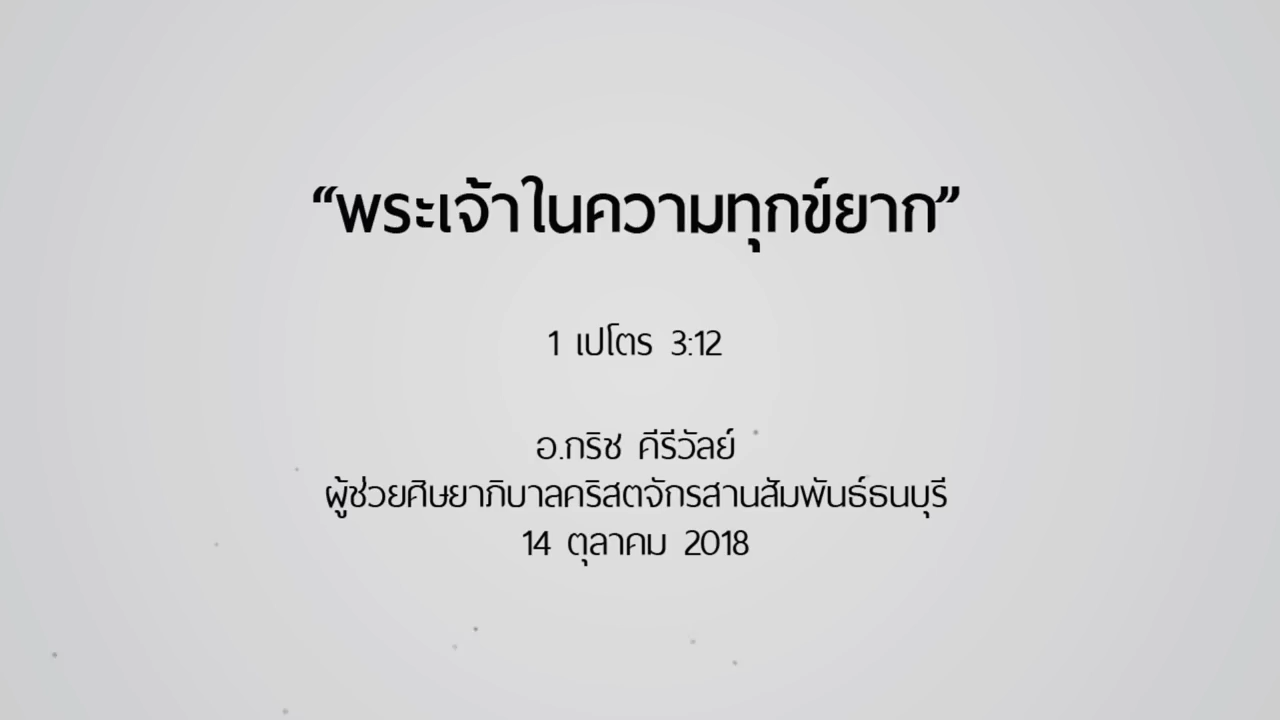 “พระเจ้าในความทุกข์ยาก”
1 เปโตร 3:12
อ.กริช คีรีวัลย์
ผู้ช่วยศิษยาภิบาลคริสตจักรสานสัมพันธ์ธนบุรี
14 ตุลาคม 2018